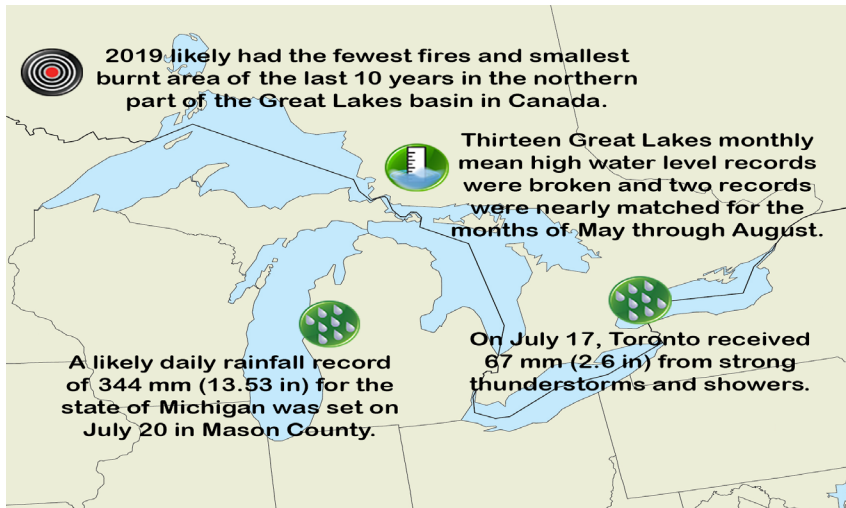 2019 likely had the fewest fires and smallest
burnt area of the last 10 years in the northern
part of the Great Lakes basin in Canada.
Thirteen Great Lakes monthly
mean high water level records
were broken and two records
were nearly matched for the
months of May through August.
On July 17, Toronto received
67 mm (2.6 in) from strong
thunderstorms and showers.
A likely daily rainfall record
of 344 mm (13.53 in) for the
state of Michigan was set on
July 20 in Mason County.